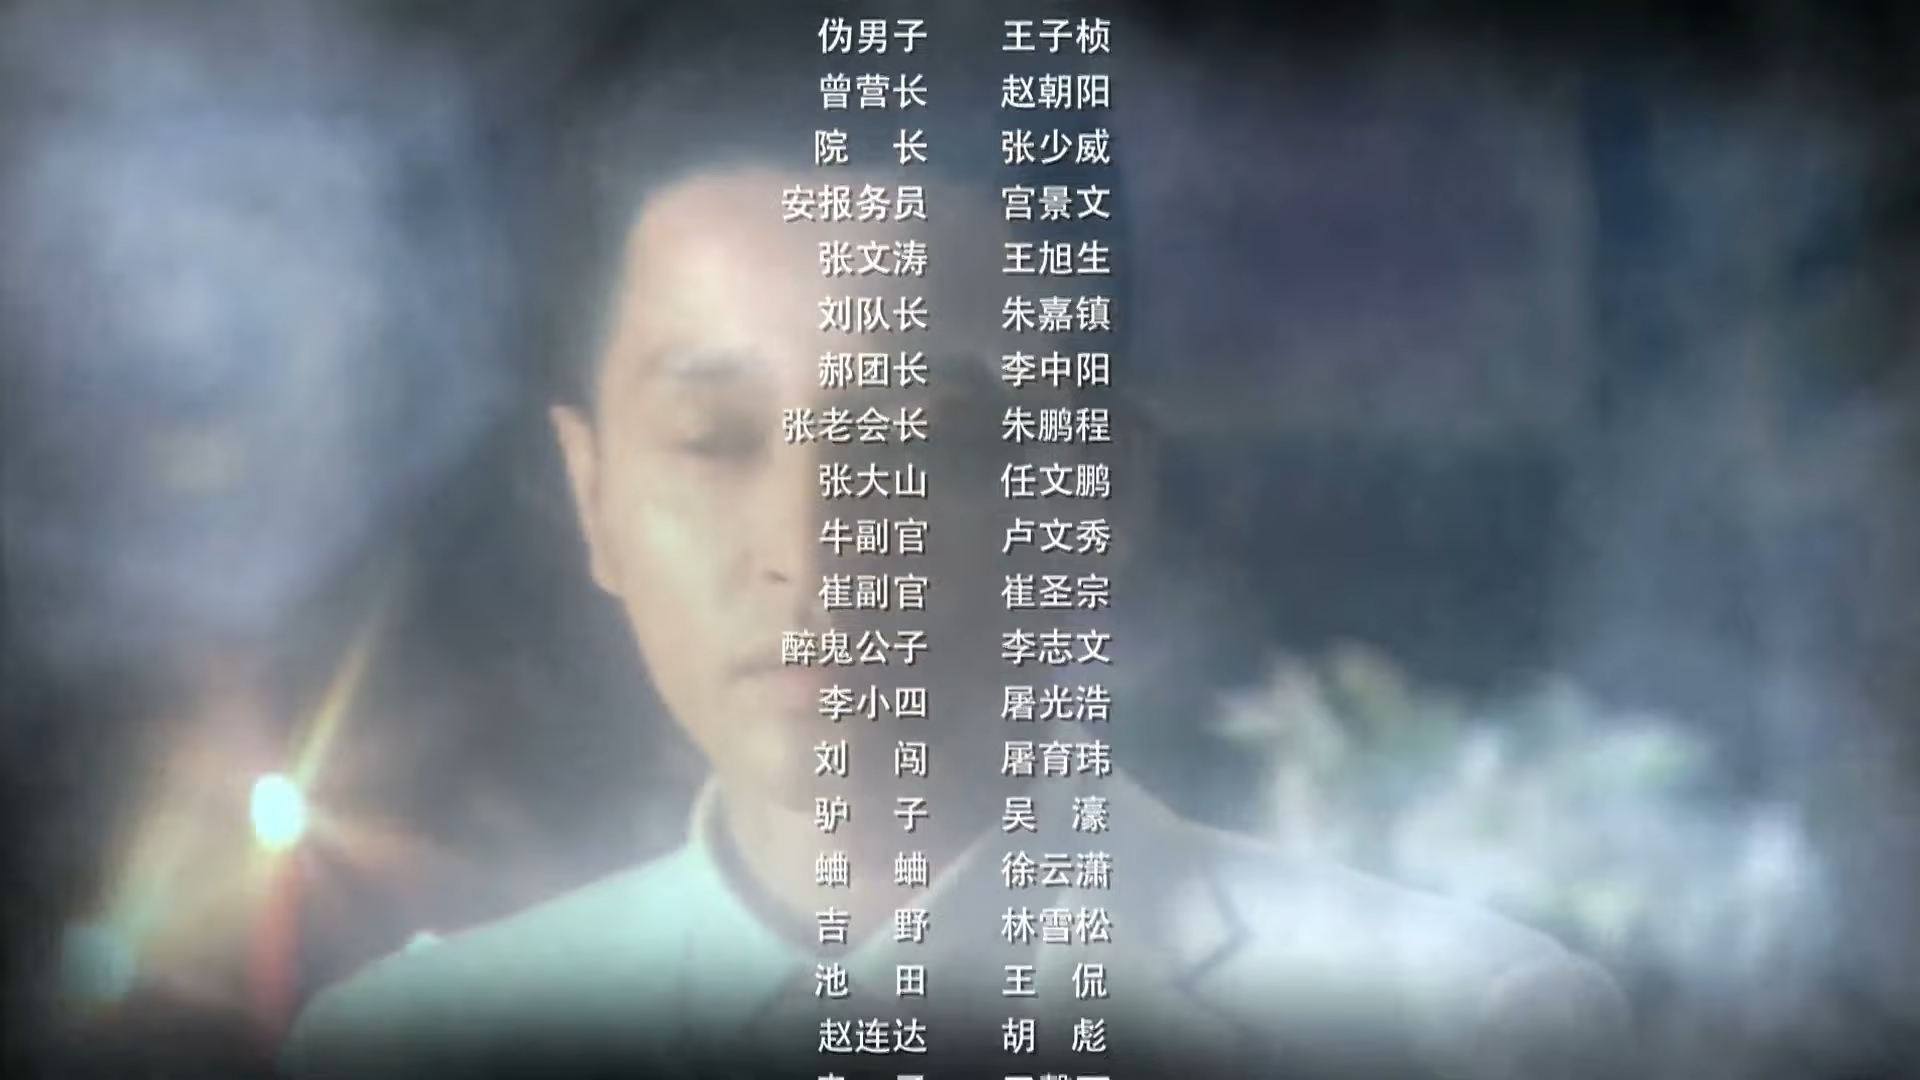 伪男子 王子桢
曾营长 赵朝阳
院 长 张少威
安报务员 宫景文
张文涛 王旭生
刘队长 朱嘉镇
郝团长 李中阳
张老会长 朱鹏程
张大山 任文鹏
牛副官 卢文秀
崔副官 崔圣宗
醉鬼公子 李志文
李小四 屠光浩
刘 闯 屠育玮
驴 子 吴 濠
蛐 蛐 徐云潇
吉 野 林雪松
池 田 王 侃
赵连达 胡 彪